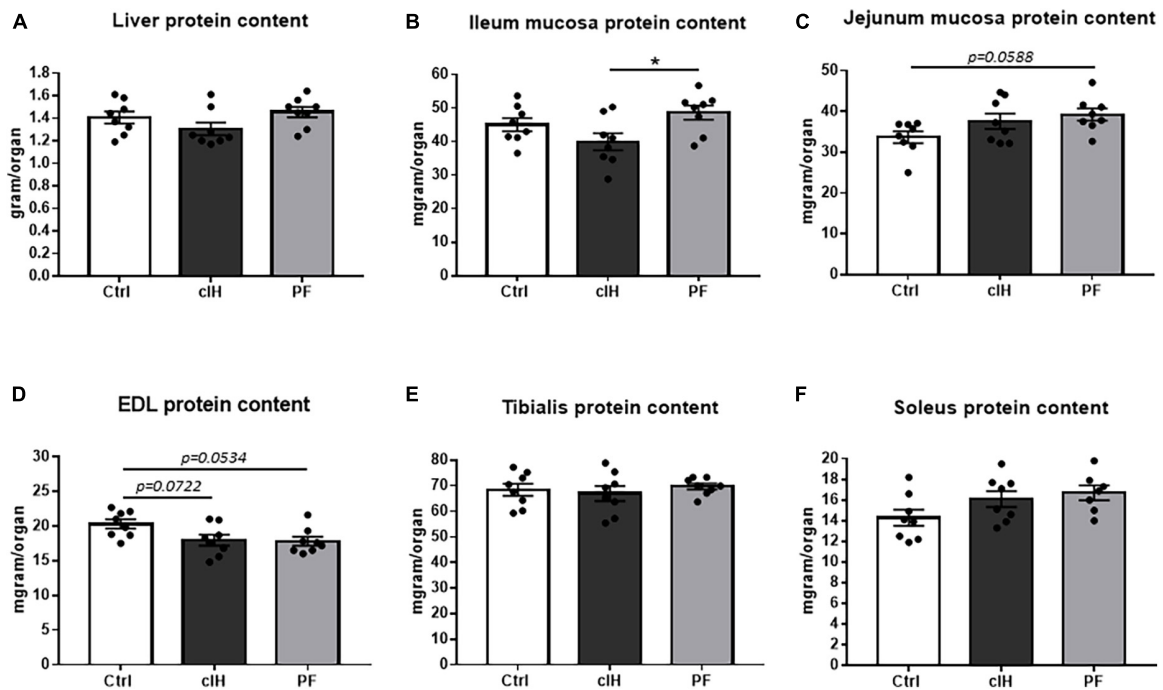 A
Liver protein content
gram/organ
1.8
1.6
1.4
1.2
1.0
0.8
0.6
0.4
0.2
0.0
Ctrl cIH PF
B
Ileum mucosa protein content
*
mgram/organ
60
50
40
30
20
10
0
Ctrl cIH PF
C
Jejunum mucosa protein content
p=0.0588
mgram/organ
50
40
30
20
10
0
Ctrl cIH PF
D
EDL protein content
p=0.0534
p=0.0722
mgram/organ
30
25
20
15
10
5
0
Ctrl cIH PF
E
Tibialis protein content
mgram/organ
80
70
60
50
40
30
20
10
0
Ctrl cIH PF
F
Soleus protein content
mgram/organ
20
18
16
14
12
10
8
6
4
2
0
Ctrl cIH PF